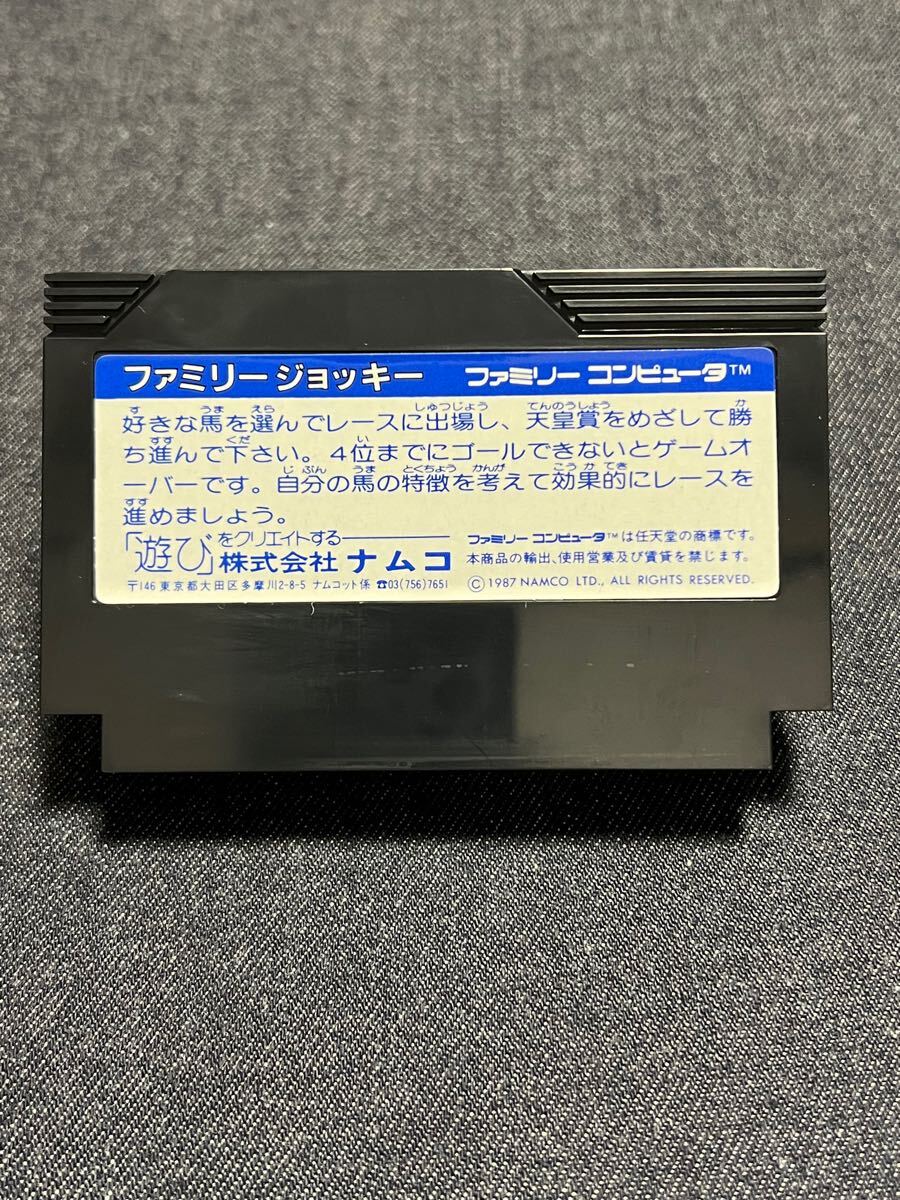 ファミリージョッキー ファミリー コンピュータ™
好きな馬を選んでレースに出場し、天皇賞をめざして勝
ち進んで下さい。4位までにゴールできないとゲームオ
ーバーです。自分の馬の特徴を考えて効果的にレースを
進めましょう。
「遊び」をクリエイトする
株式会社 ナムコ
〒146 東京都大田区多摩川2-8-5 ナムコット係 ☎03(756)7651
ファミリー コンピュータ™は任天堂の商標です。
本商品の輸出、使用営業及び賃貸を禁じます。
©1987 NAMCO LTD., ALL RIGHTS RESERVED.